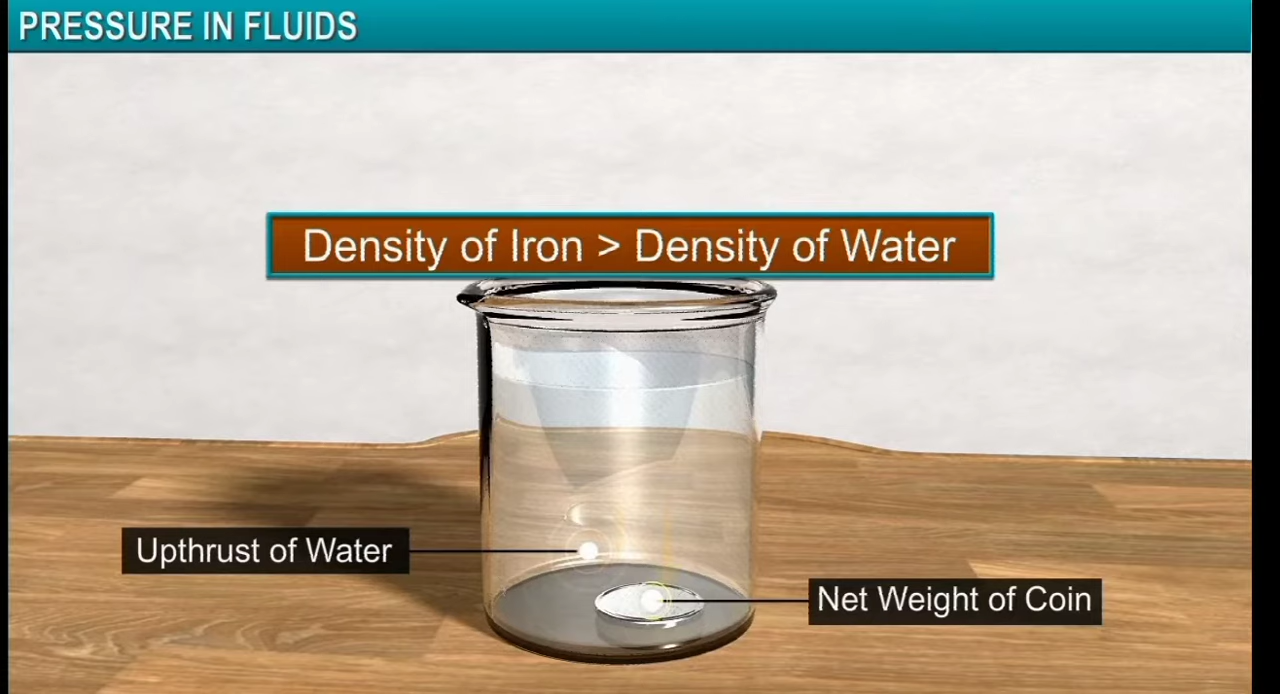 PRESSURE IN FLUIDS
Density of Iron > Density of Water
Upthrust of Water
Net Weight of Coin